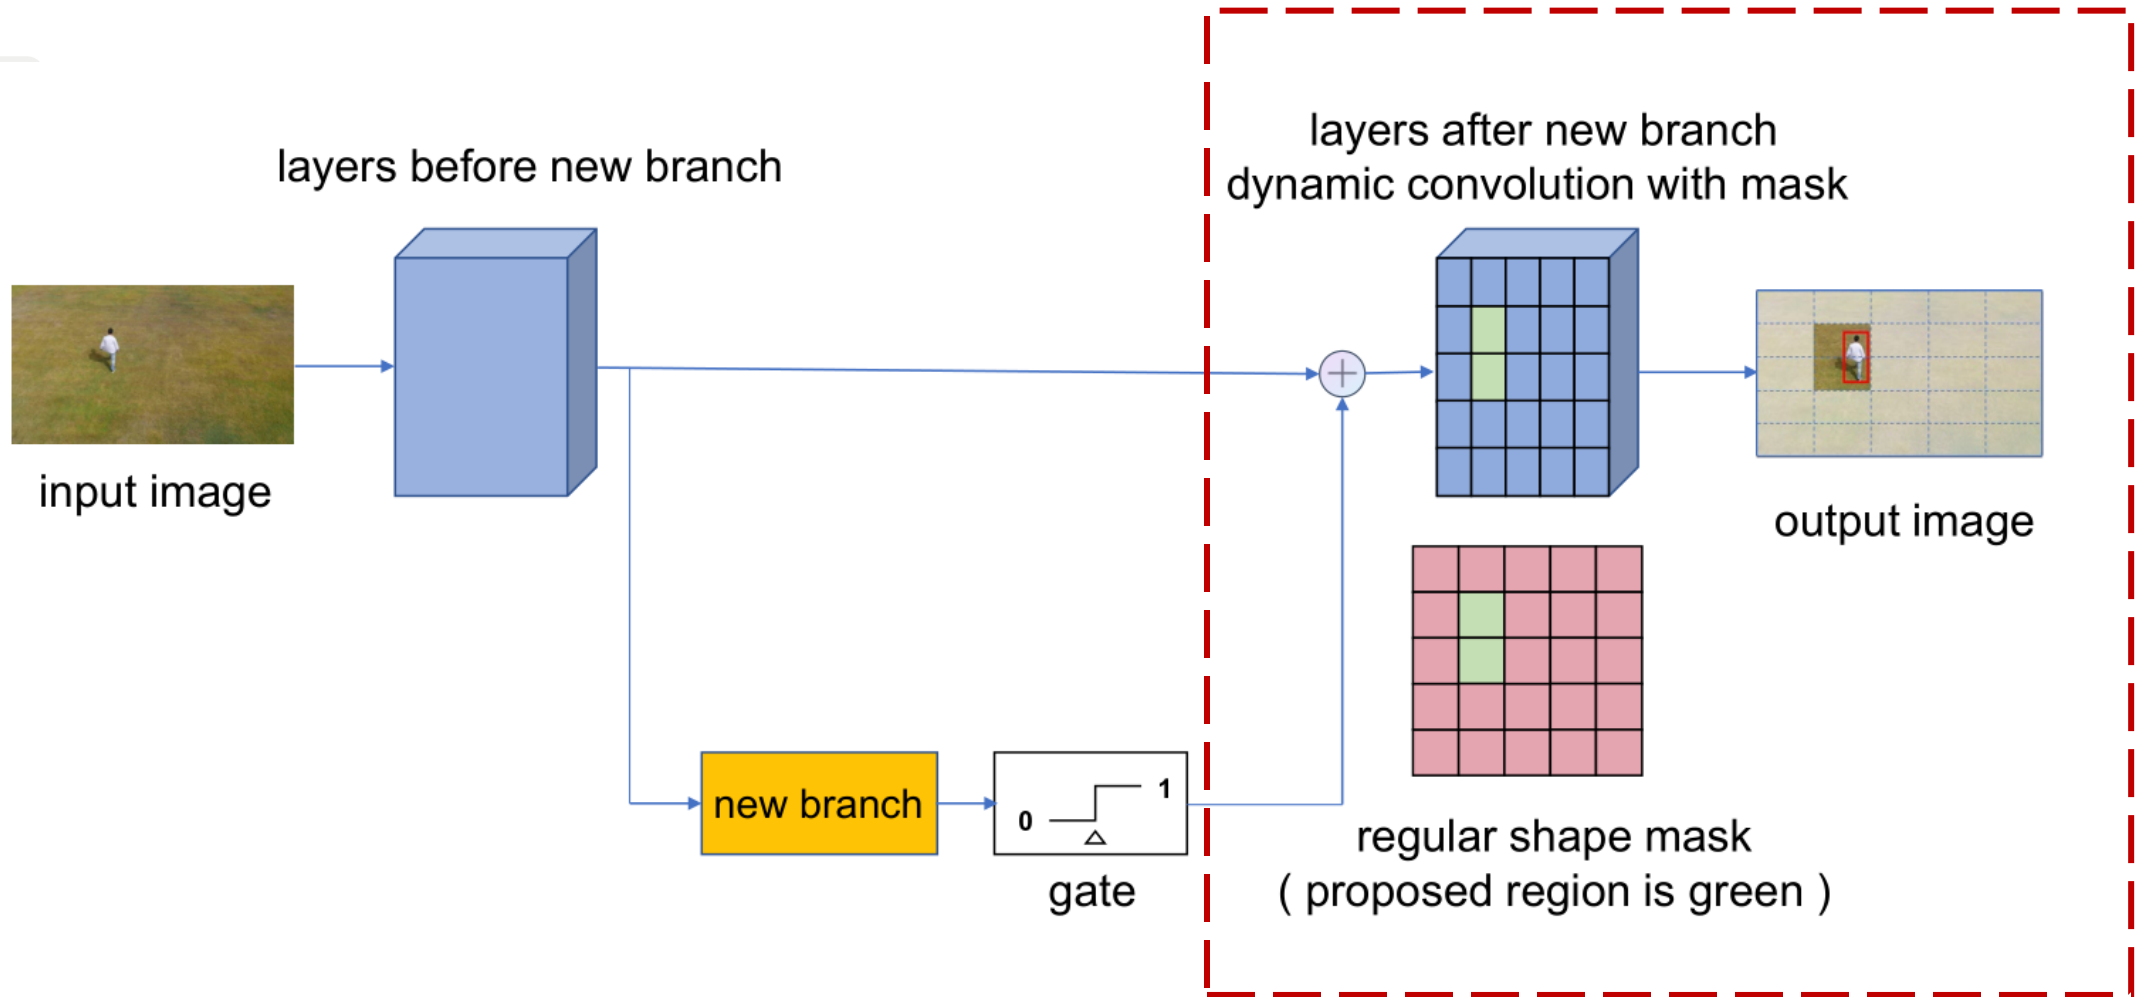 layers before new branch
input image
new branch
0
1
gate
layers after new branch
dynamic convolution with mask
output image
regular shape mask
( proposed region is green )